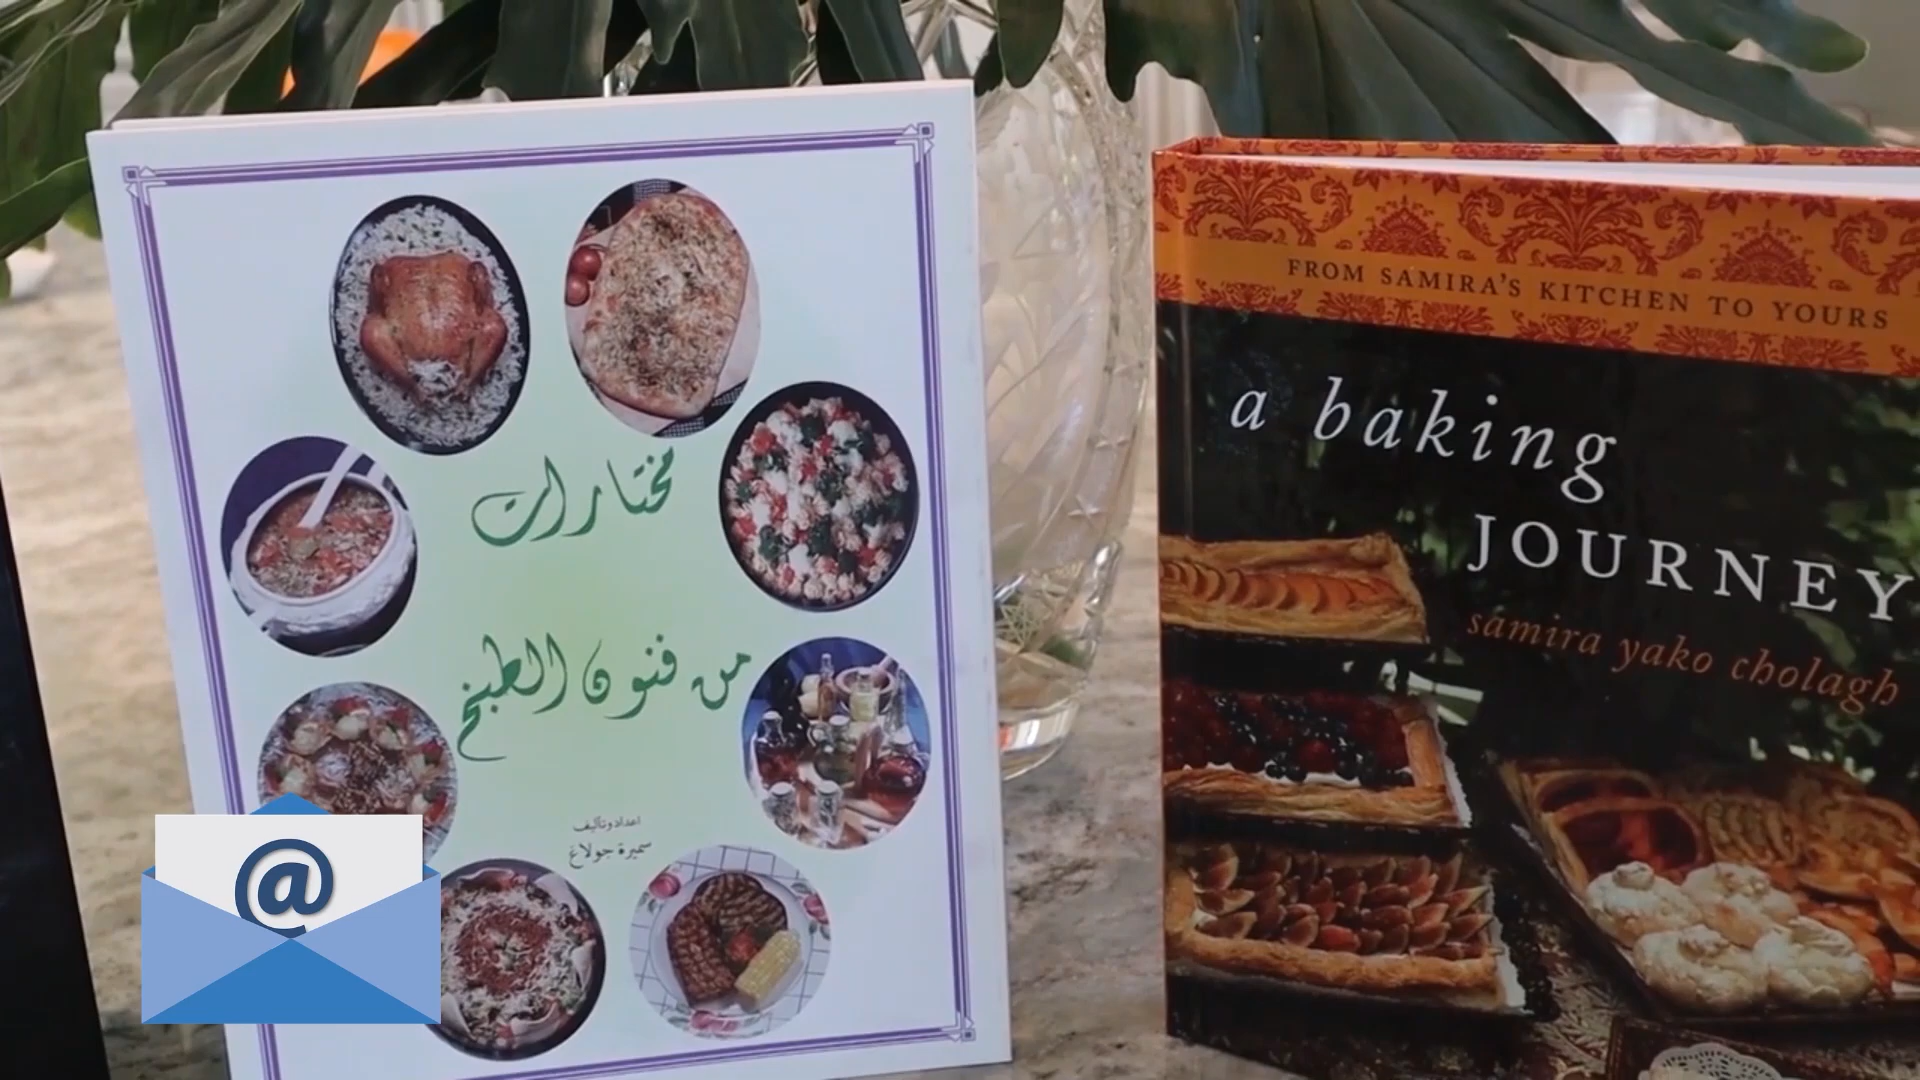 مختارات
من فنون الطبخ
اعداد وتأليف
سميرة جولاغ
FROM SAMIRA'S KITCHEN TO YOURS
a baking
JOURNEY
samira yako cholagh
@